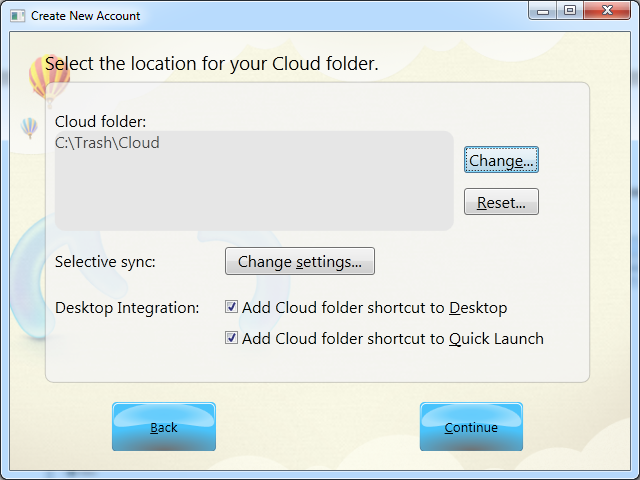 Create New Account
Select the location for your Cloud folder.
Cloud folder:
C:\Trash\Cloud
Change...
Reset...
Selective sync:
Change settings...
Desktop Integration:
Add Cloud folder shortcut to Desktop
Add Cloud folder shortcut to Quick Launch
Back
Continue